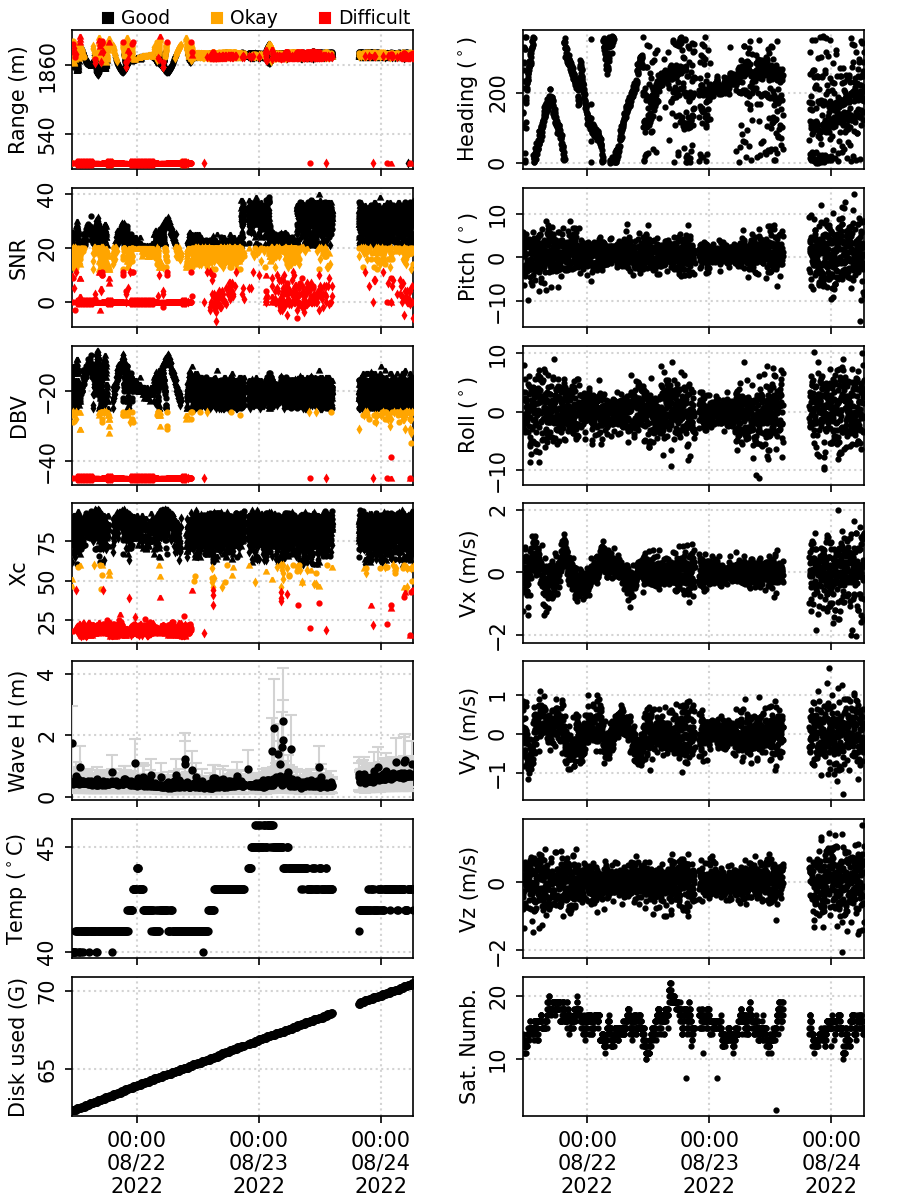 Good Okay Difficult
Range (m)
1860
540
Heading (°)
200
0
SNR
40
20
0
Pitch (°)
10
0
−10
DBV
−20
−40
Roll (°)
10
0
−10
Xc
75
50
25
Vx (m/s)
2
0
−2
Wave H (m)
4
2
0
Vy (m/s)
1
0
−1
Temp (°C)
45
40
Vz (m/s)
0
−2
Disk used (G)
70
65
Sat. Numb.
20
10
00:00 00:00 00:00 00:00 00:00 00:00
08/22 08/23 08/24 08/22 08/23 08/24
2022 2022 2022 2022 2022 2022